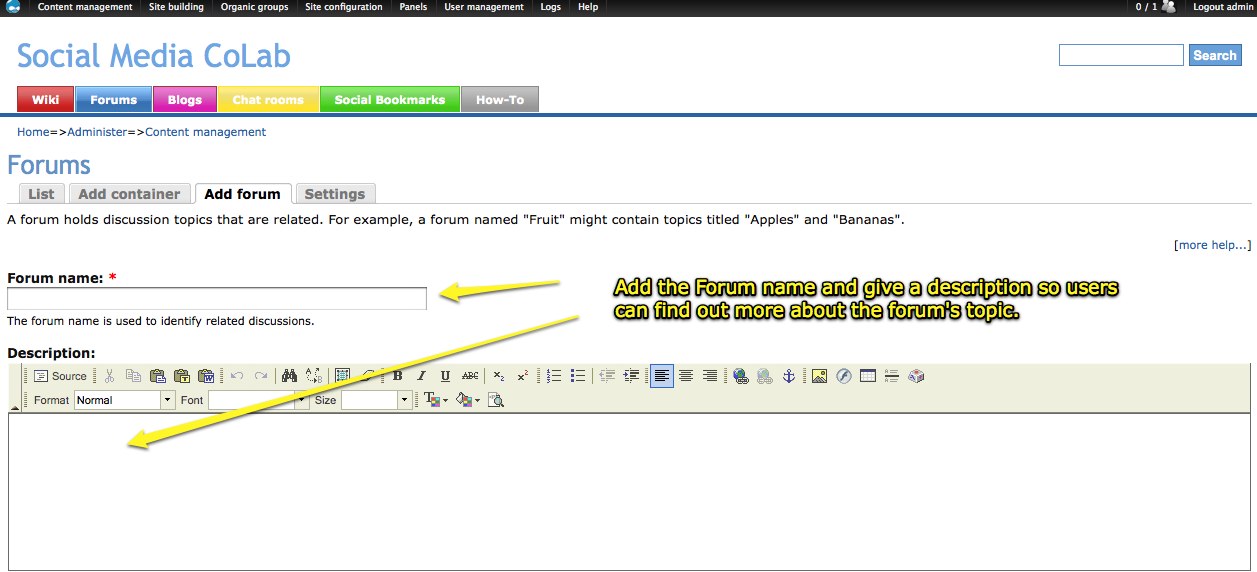 Content management Site building Organic groups Site configuration Panels User management Logs Help 0 / 1 Logout admin
Social Media CoLab
Search
Wiki Forums Blogs Chat rooms Social Bookmarks How-To
Home=>Administer=>Content management
Forums
List Add container Add forum Settings
A forum holds discussion topics that are related. For example, a forum named "Fruit" might contain topics titled "Apples" and "Bananas".
[more help...]
Forum name: *
Add the Forum name and give a description so users
can find out more about the forum's topic.
The forum name is used to identify related discussions.
Description:
Source B I U ABC x₂ x²
Format Normal Font Size